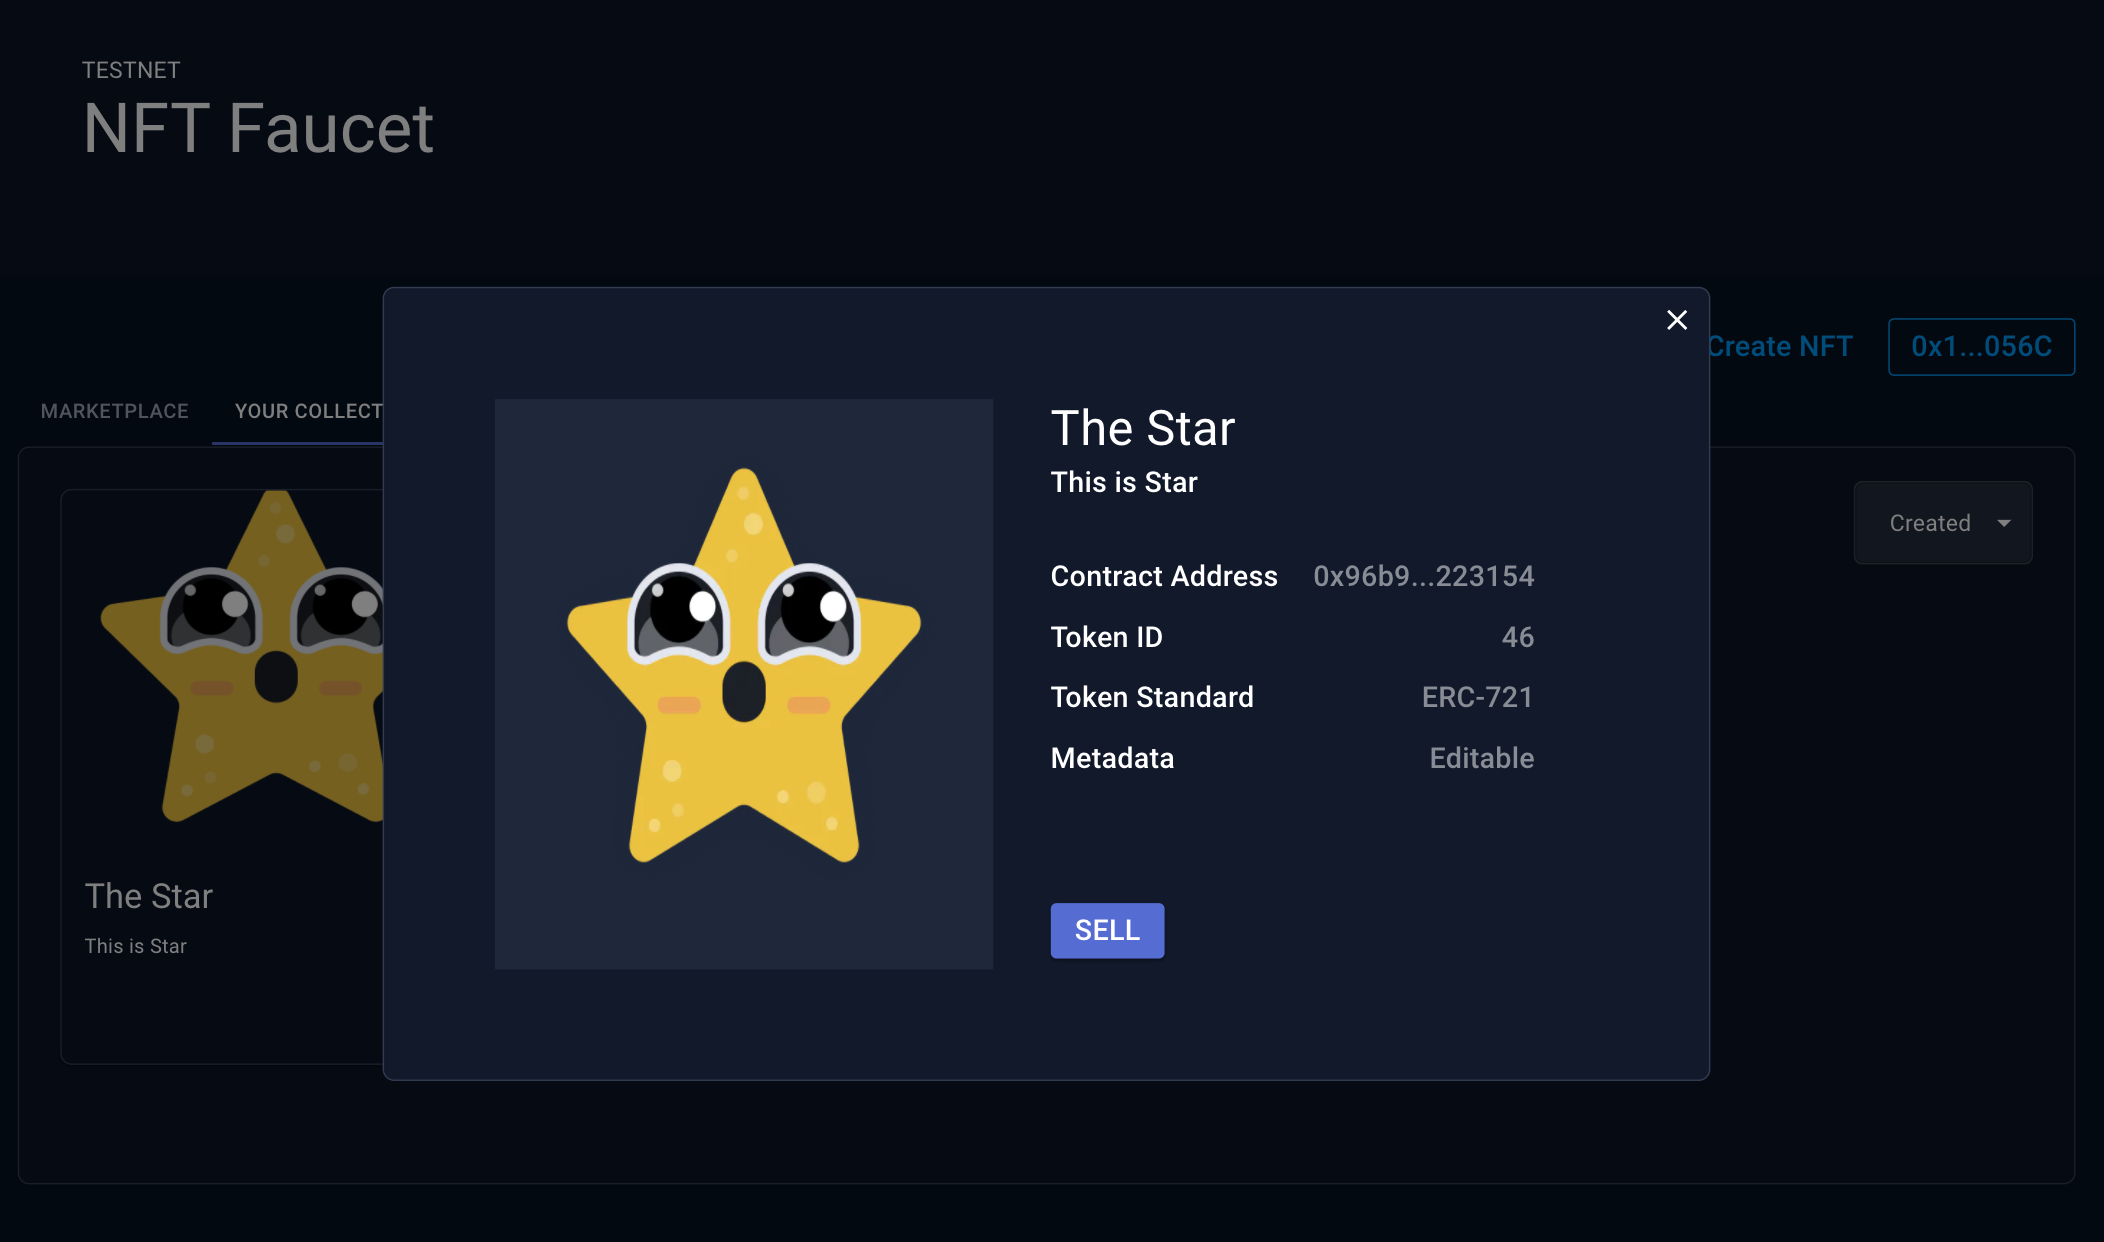 TESTNET
NFT Faucet
Create NFT
0x1...056C
MARKETPLACE
YOUR COLLECT
Created
The Star
This is Star
The Star
This is Star
Contract Address 0x96b9...223154
Token ID 46
Token Standard ERC-721
Metadata Editable
SELL